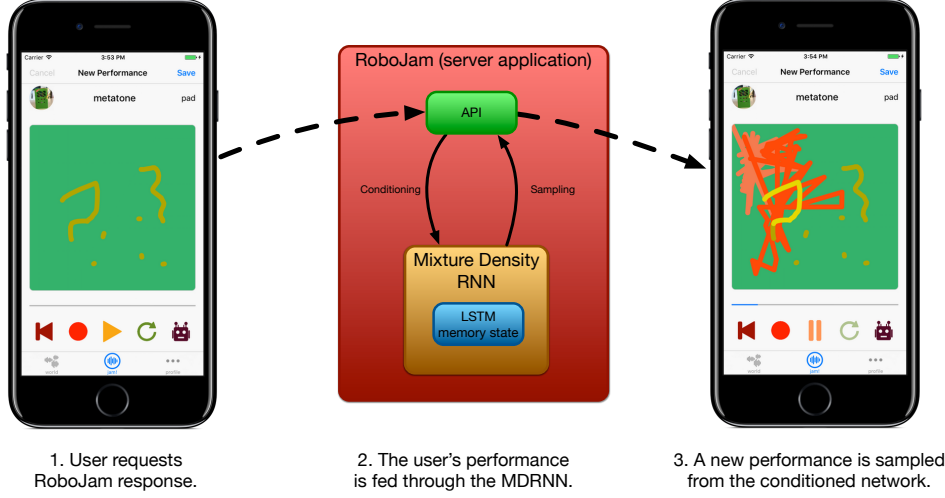 Carrier 3:53 PM
Cancel New Performance Save
metatone pad
world jam! profile
1. User requests
RoboJam response.
RoboJam (server application)
API
Conditioning Sampling
Mixture Density
RNN
LSTM
memory state
2. The user's performance
is fed through the MDRNN.
Carrier 3:54 PM
Cancel New Performance Save
metatone pad
world jam! profile
3. A new performance is sampled
from the conditioned network.